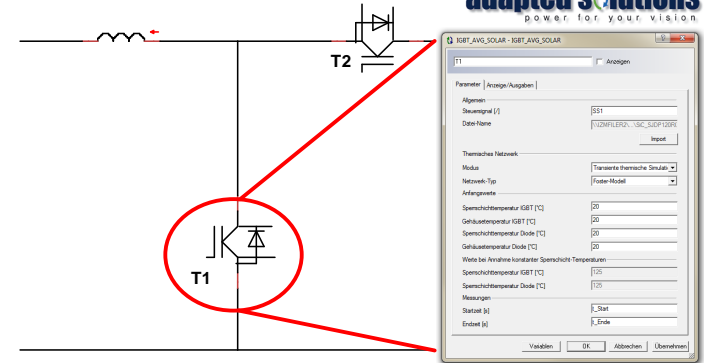 adapted solutions
power for your vision
T2
T1
IGBT_AVG_SOLAR - IGBT_AVG_SOLAR
T1
Anzeigen
Parameter
Anzeige/Ausgaben
Allgemein
Steuersignal [/]
SS1
Datei-Name
Import
Thermisches Netzwerk
Modus
Transiente thermische Simulatio
Netzwerk-Typ
Foster-Modell
Anfangswerte
Sperrschichttemperatur IGBT [°C]
20
Gehäusetemperatur IGBT [°C]
20
Sperrschichttemperatur Diode [°C]
20
Gehäusetemperatur Diode [°C]
20
Werte bei Annahme konstanter Sperrschicht-Temperaturen
Sperrschichttemperatur IGBT [°C]
125
Sperrschichttemperatur Diode [°C]
125
Messungen
Startzeit [s]
t_Start
Endzeit [s]
t_Ende
Variablen
OK
Abbrechen
Übernehmen